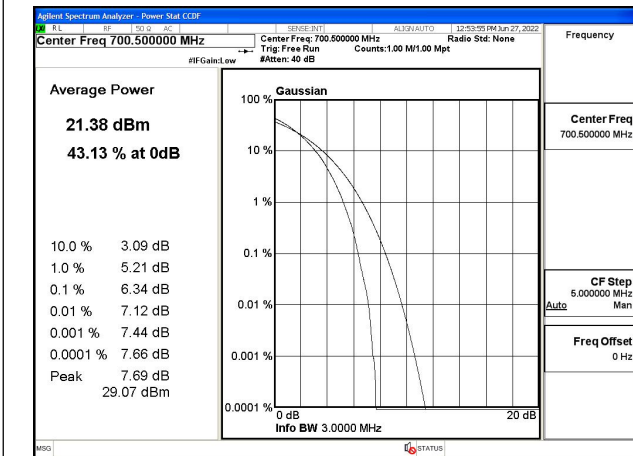 Agilent Spectrum Analyzer - Power Stat CCDF
RL RF 50 Ω AC SENSE:INT ALIGN AUTO 12:53:55 PM Jun 27, 2022
Center Freq 700.500000 MHz
Center Freq: 700.500000 MHz Radio Std: None
Trig: Free Run Counts:1.00 M/1.00 Mpt
#IFGain:Low #Atten: 40 dB
Frequency
Average Power
21.38 dBm
43.13 % at 0dB
10.0 % 3.09 dB
1.0 % 5.21 dB
0.1 % 6.34 dB
0.01 % 7.12 dB
0.001 % 7.44 dB
0.0001 % 7.66 dB
Peak 7.69 dB
29.07 dBm
Gaussian
100 %
10 %
1 %
0.1 %
0.01 %
0.001 %
0.0001 %
0 dB 20 dB
Info BW 3.0000 MHz
Center Freq
700.500000 MHz
CF Step
5.000000 MHz
Auto Man
Freq Offset
0 Hz
MSG STATUS